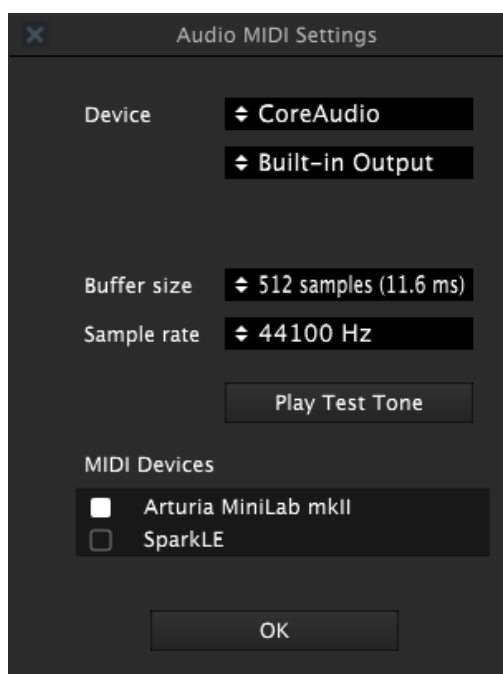 Audio MIDI Settings
Device
CoreAudio
Built-in Output
Buffer size
512 samples (11.6 ms)
Sample rate
44100 Hz
Play Test Tone
MIDI Devices
Arturia MiniLab mkII
SparkLE
OK